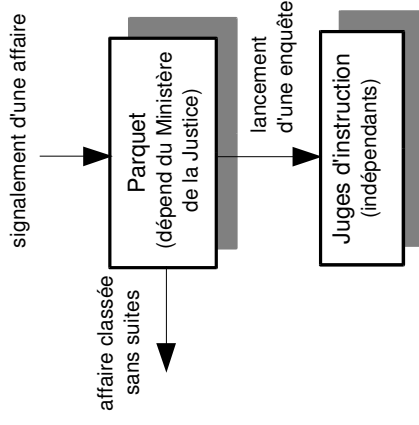 signalement d'une affaire
Parquet
(dépend du Ministère
de la Justice)
affaire classée
sans suites
lancement
d'une enquête
Juges d'instruction
(indépendants)